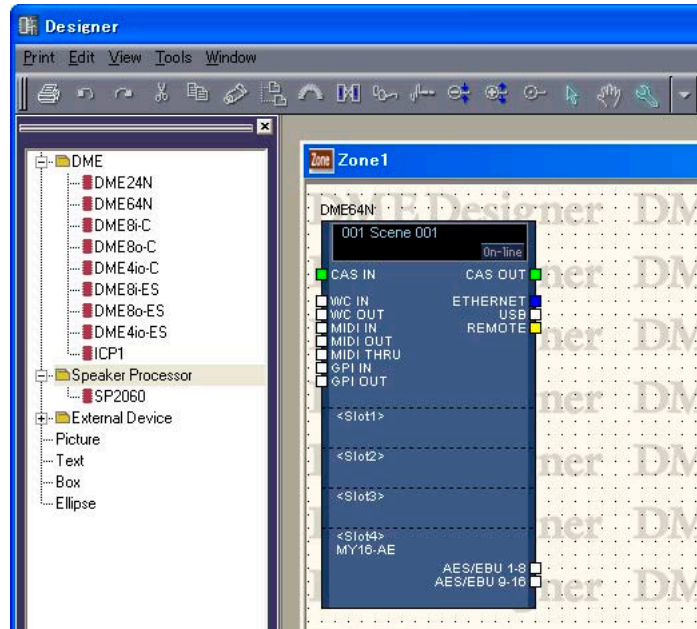 Designer
Print Edit View Tools Window
DME
DME24N
DME64N
DME8i-C
DME8o-C
DME4io-C
DME8i-ES
DME8o-ES
DME4io-ES
ICP1
Speaker Processor
SP2060
External Device
Picture
Text
Box
Ellipse
Zone Zone1
DME Designer DM
DME64N
001 Scene 001
On-line
CAS IN CAS OUT
WC IN ETHERNET
WC OUT USB
MIDI IN REMOTE
MIDI OUT
MIDI THRU
GPI IN
GPI OUT
<Slot1>
<Slot2>
<Slot3>
<Slot4>
MY16-AE
AES/EBU 1-8
AES/EBU 9-16